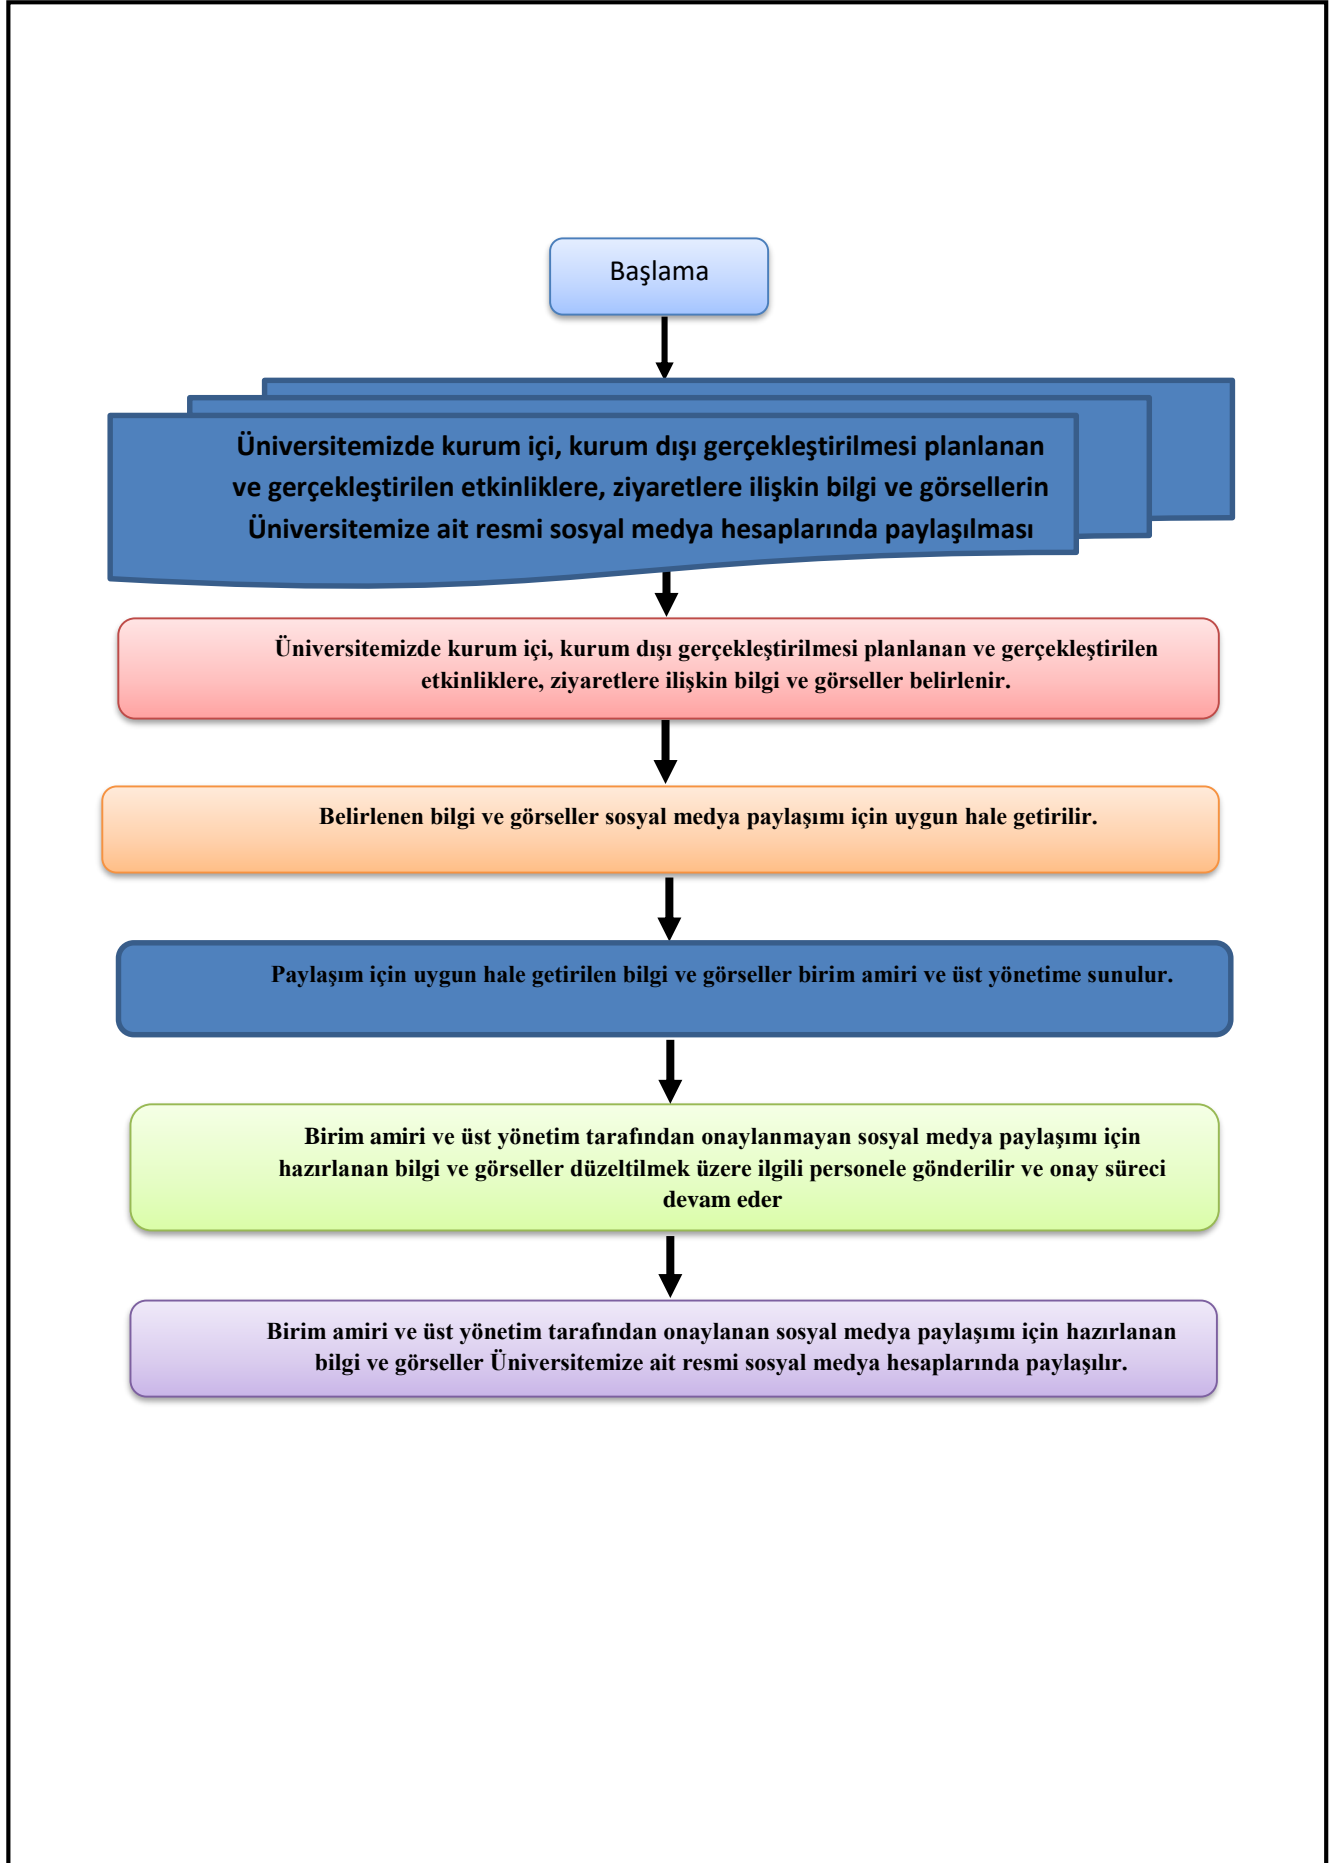 Başlama
Üniversitemizde kurum içi, kurum dışı gerçekleştirilmesi planlanan
ve gerçekleştirilen etkinliklere, ziyaretlere ilişkin bilgi ve görsellerin
Üniversitemize ait resmi sosyal medya hesaplarında paylaşılması
Üniversitemizde kurum içi, kurum dışı gerçekleştirilmesi planlanan ve gerçekleştirilen
etkinliklere, ziyaretlere ilişkin bilgi ve görseller belirlenir.
Belirlenen bilgi ve görseller sosyal medya paylaşımı için uygun hale getirilir.
Paylaşım için uygun hale getirilen bilgi ve görseller birim amiri ve üst yönetime sunulur.
Birim amiri ve üst yönetim tarafından onaylanmayan sosyal medya paylaşımı için
hazırlanan bilgi ve görseller düzeltilmek üzere ilgili personele gönderilir ve onay süreci
devam eder
Birim amiri ve üst yönetim tarafından onaylanan sosyal medya paylaşımı için hazırlanan
bilgi ve görseller Üniversitemize ait resmi sosyal medya hesaplarında paylaşılır.